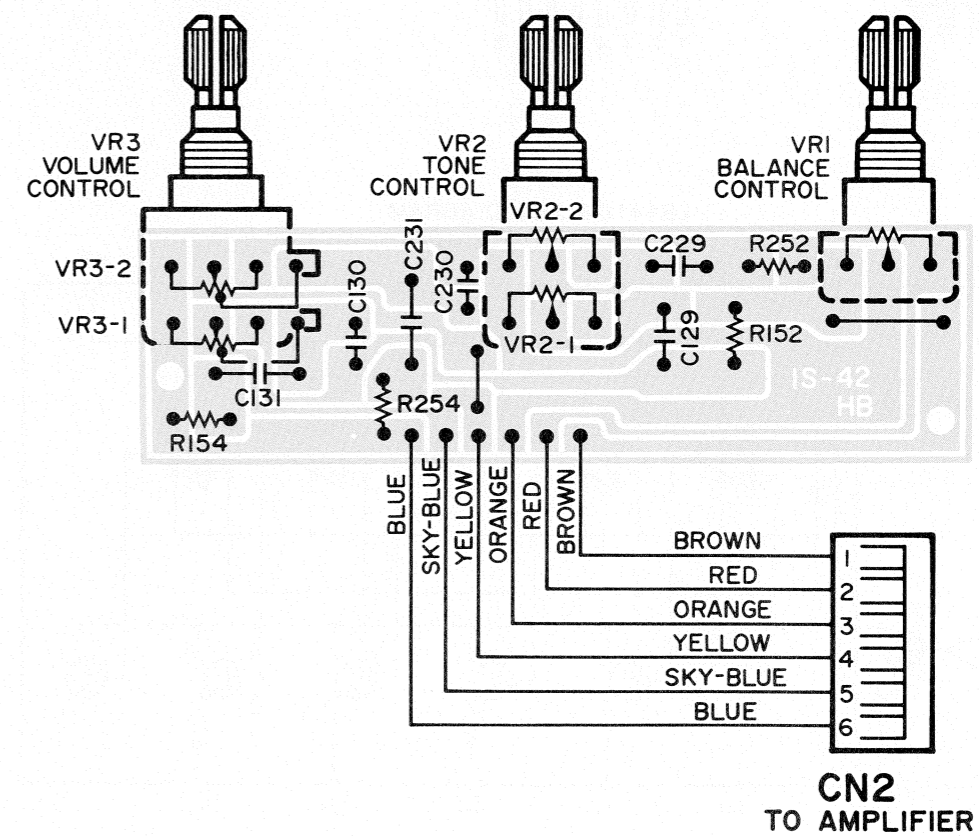 VR3
VOLUME
CONTROL
VR2
TONE
CONTROL
VR1
BALANCE
CONTROL
VR2-2
VR3-2
C130
C231
C230
C229
R252
VR3-1
VR2-1
C129
R152
C131
R254
R154
IS-42
HB
BLUE
SKY-BLUE
YELLOW
ORANGE
RED
BROWN
BROWN
1
RED
2
ORANGE
3
YELLOW
4
SKY-BLUE
5
BLUE
6
CN2
TO AMPLIFIER